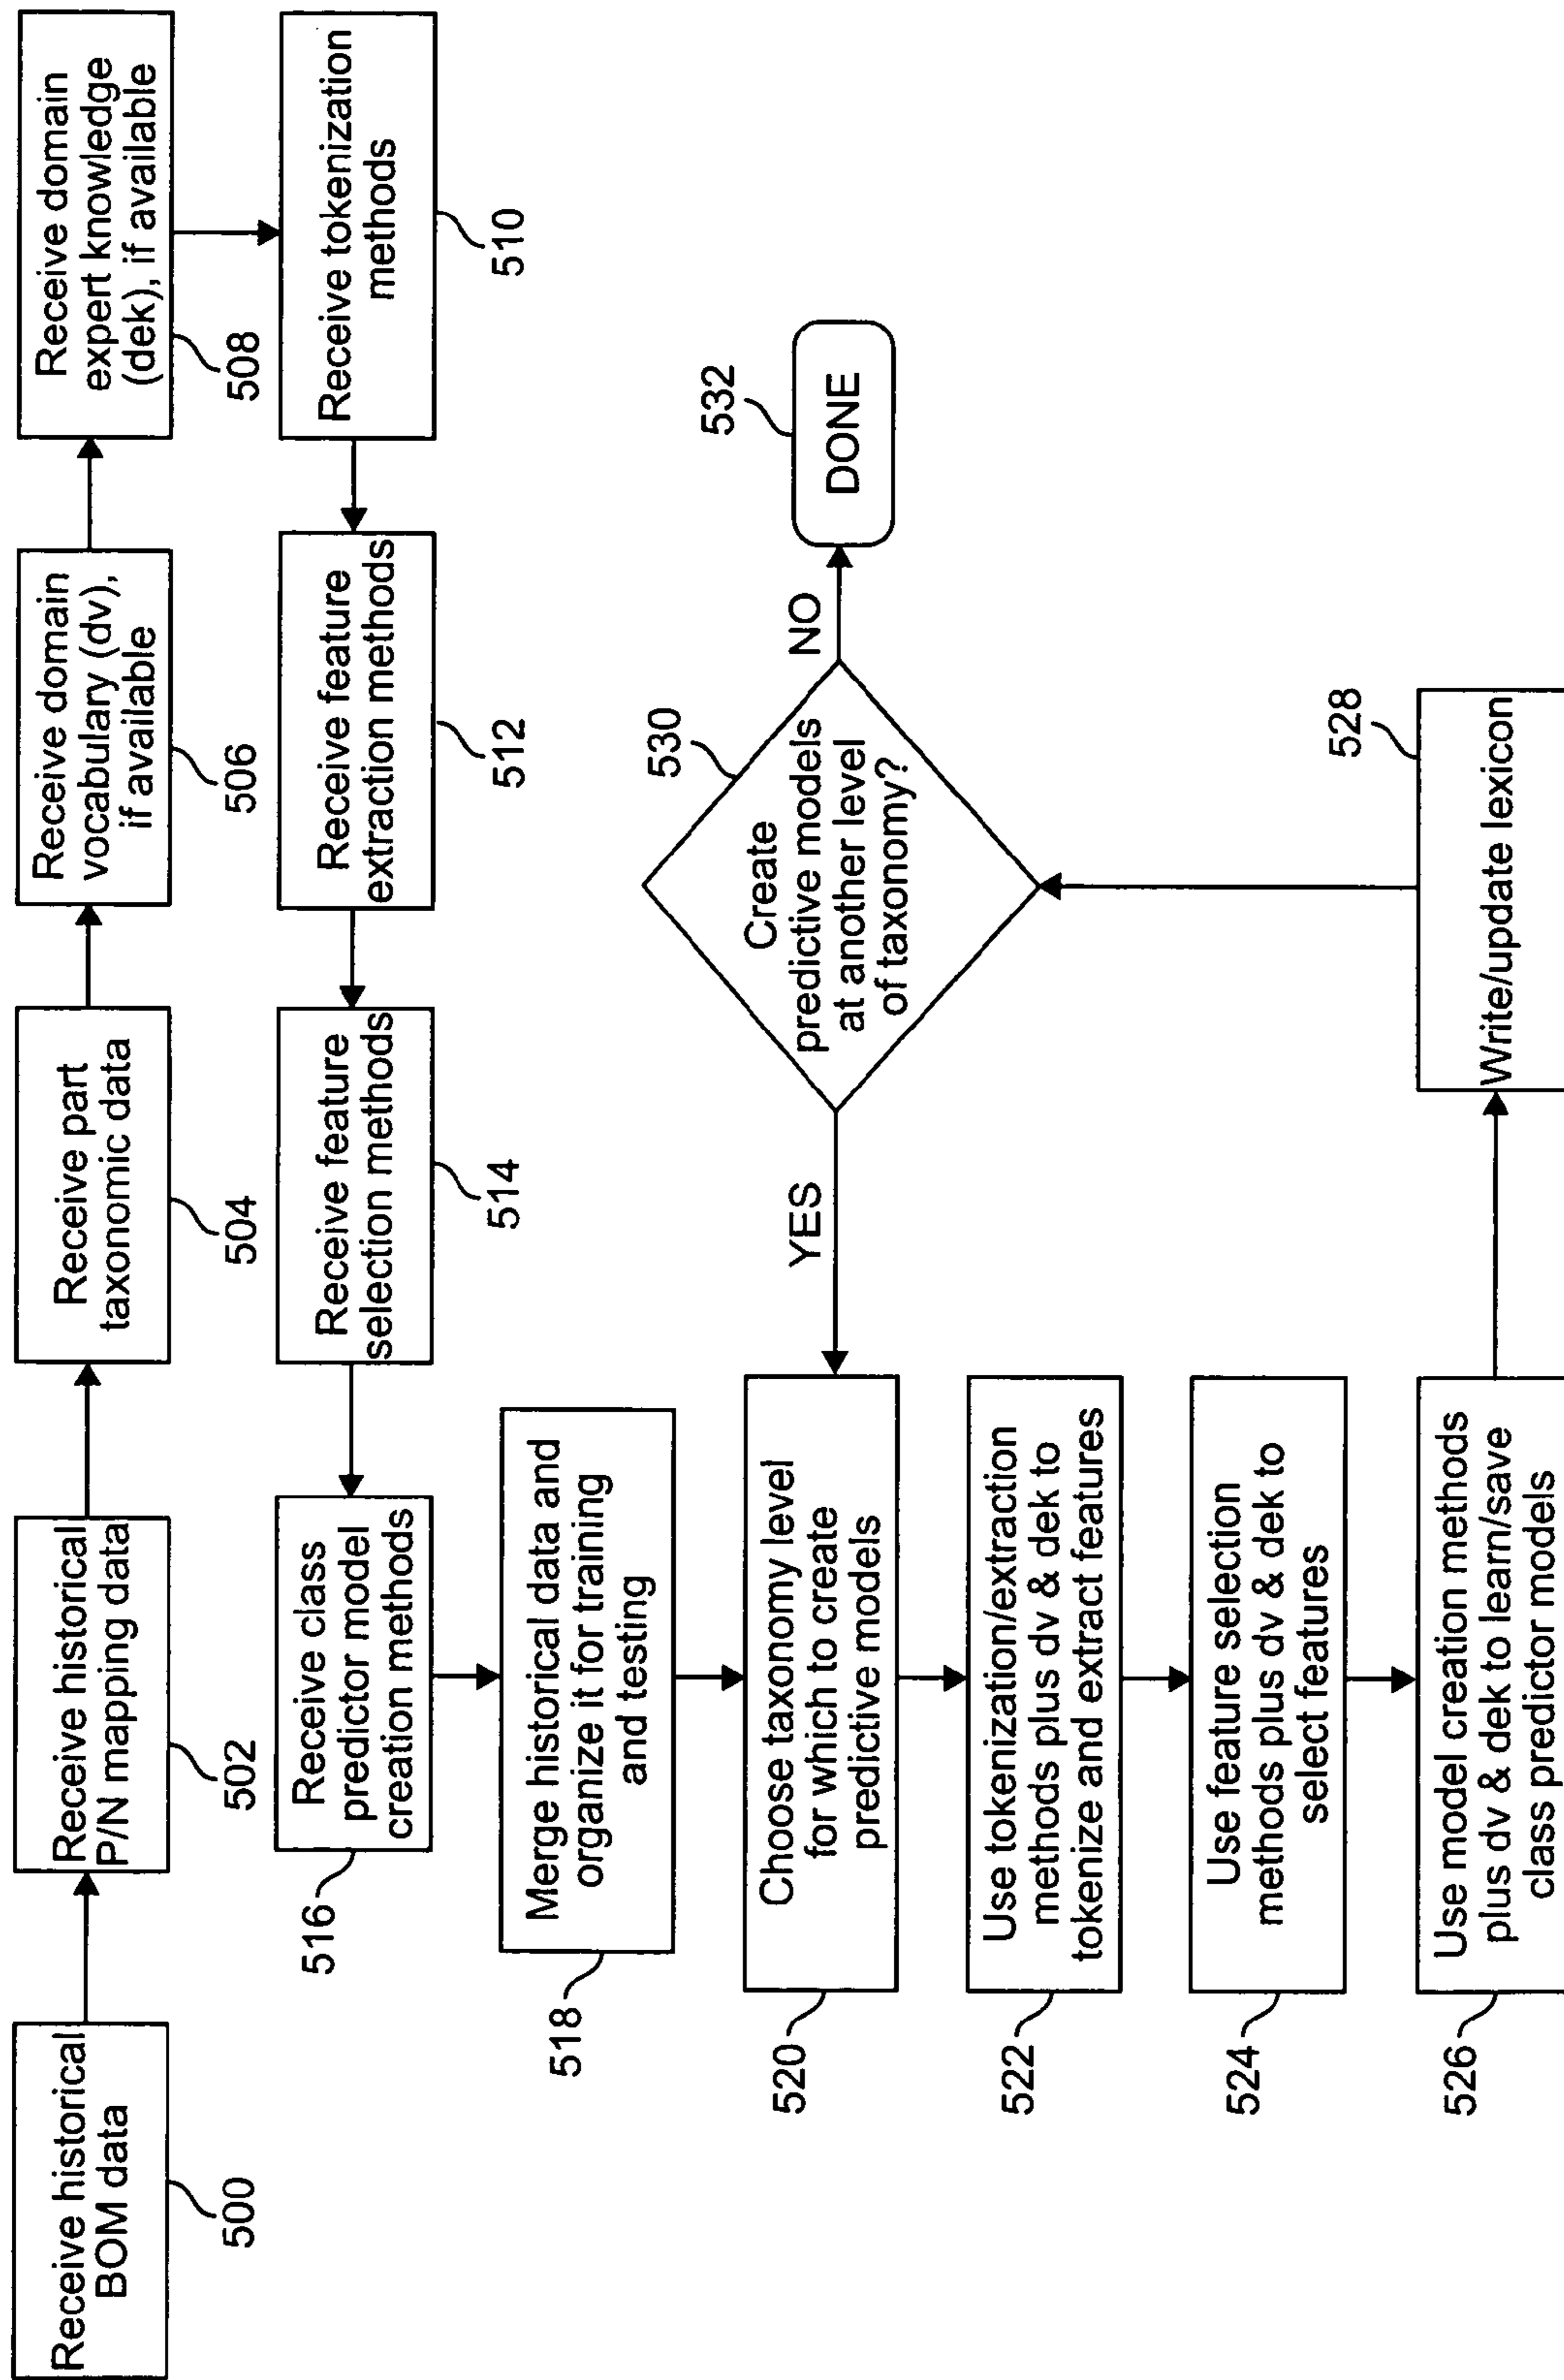 Receive historical
BOM data
500
Receive historical
P/N mapping data
502
Receive part
taxonomic data
504
Receive domain
vocabulary (dv),
if available
506
Receive domain
expert knowledge
(dek), if available
508
Receive tokenization
methods
510
Receive feature
extraction methods
512
Receive feature
selection methods
514
Receive class
predictor model
creation methods
516
Merge historical data and
organize it for training
and testing
518
Choose taxonomy level
for which to create
predictive models
520
Use tokenization/extraction
methods plus dv & dek to
tokenize and extract features
522
Use feature selection
methods plus dv & dek to
select features
524
Use model creation methods
plus dv & dek to learn/save
class predictor models
526
Write/update lexicon
528
Create
predictive models
at another level
of taxonomy?
530
YES
NO
DONE
532